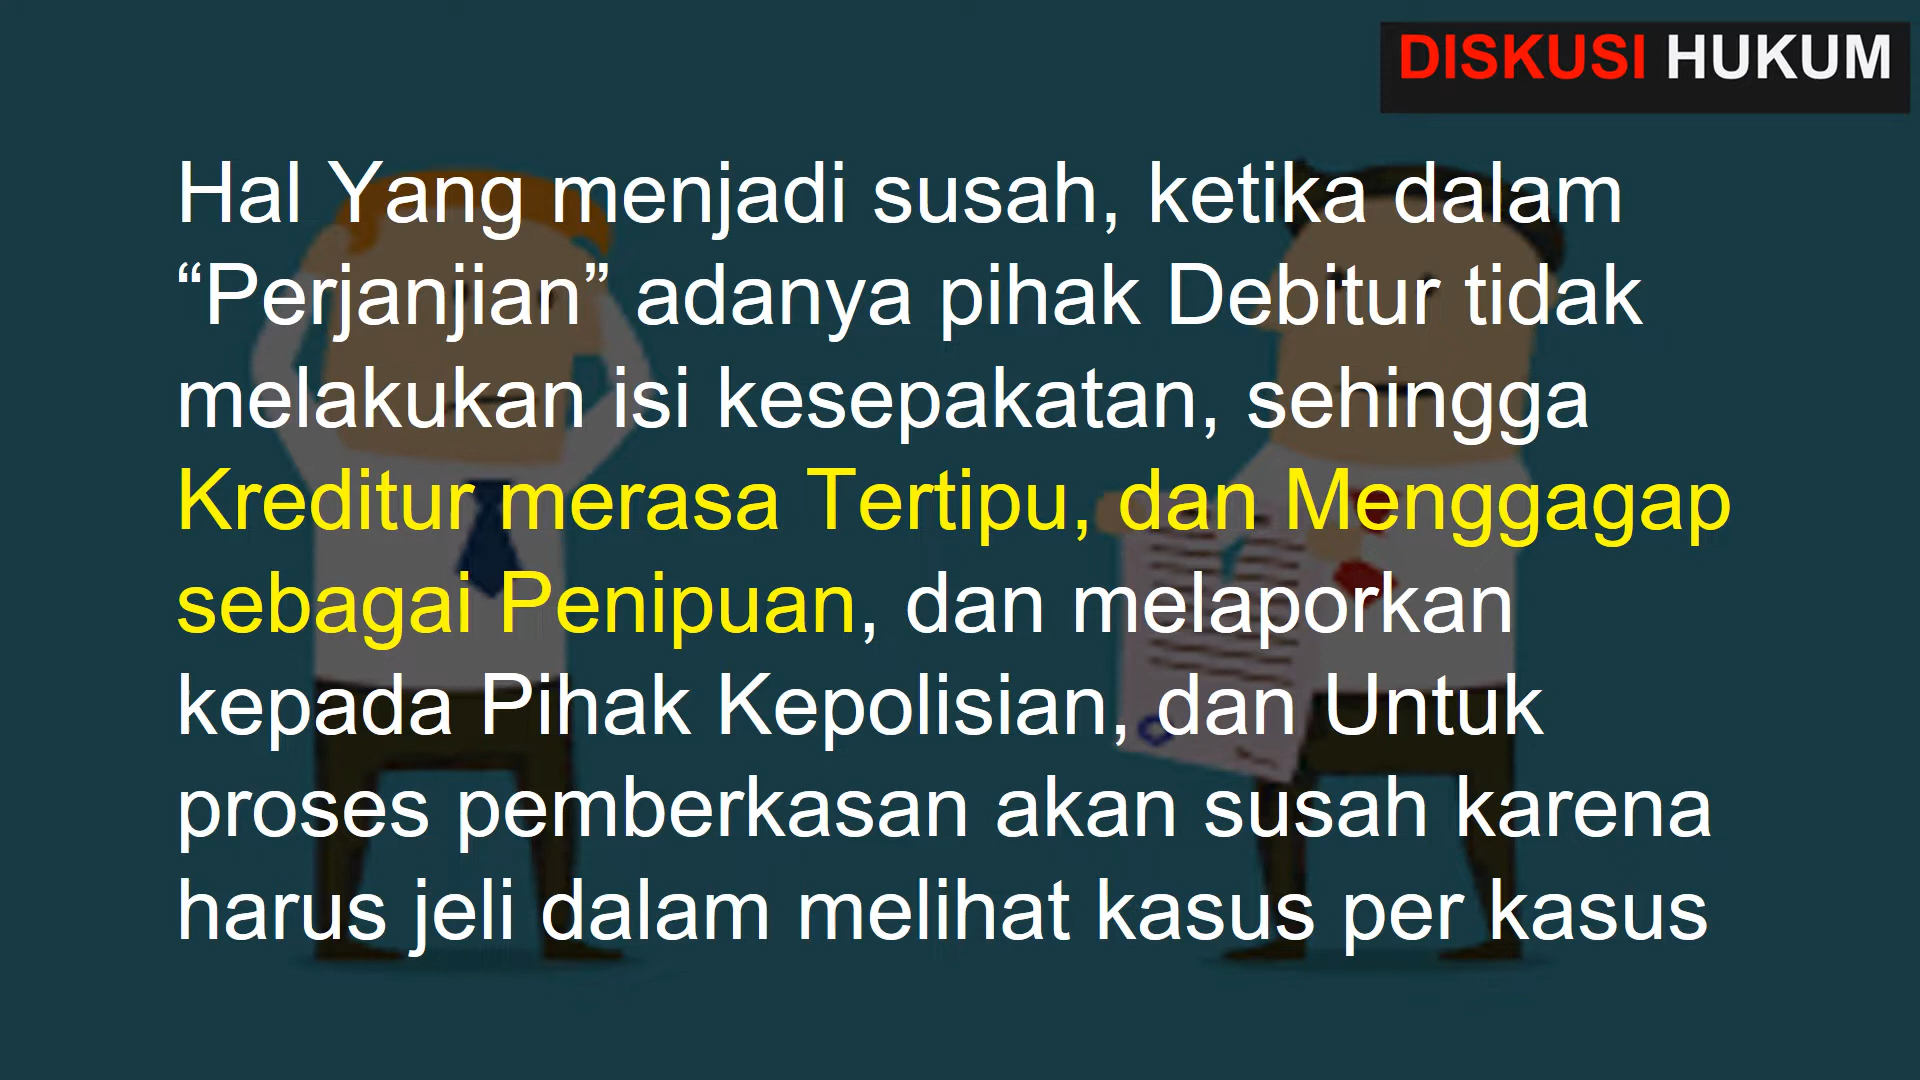 DISKUSI HUKUM
Hal Yang menjadi susah, ketika dalam
“Perjanjian” adanya pihak Debitur tidak
melakukan isi kesepakatan, sehingga
Kreditur merasa Tertipu, dan Menggagap
sebagai Penipuan, dan melaporkan
kepada Pihak Kepolisian, dan Untuk
proses pemberkasan akan susah karena
harus jeli dalam melihat kasus per kasus